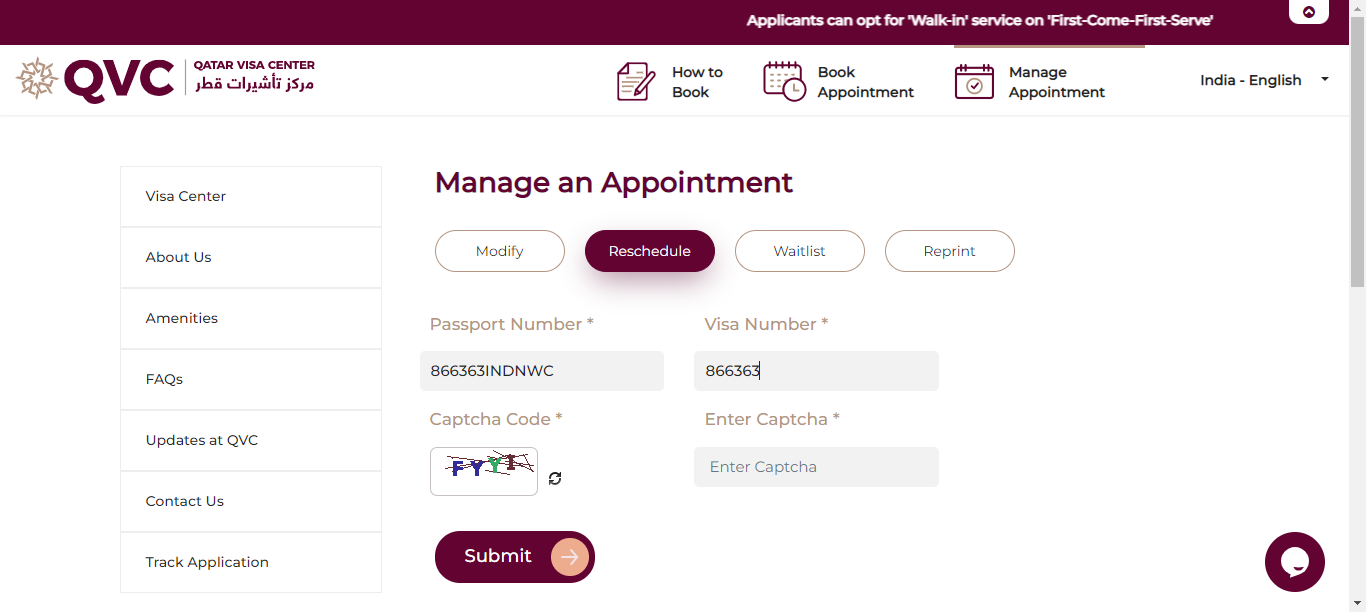 Applicants can opt for 'Walk-in' service on 'First-Come-First-Serve'
QVC
QATAR VISA CENTER
مركز تأشيرات قطر
How to
Book
Book
Appointment
Manage
Appointment
India - English
Visa Center
About Us
Amenities
FAQs
Updates at QVC
Contact Us
Track Application
Manage an Appointment
Modify
Reschedule
Waitlist
Reprint
Passport Number *
Visa Number *
866363INDNWC
866363
Captcha Code *
Enter Captcha *
FYYI
Enter Captcha
Submit